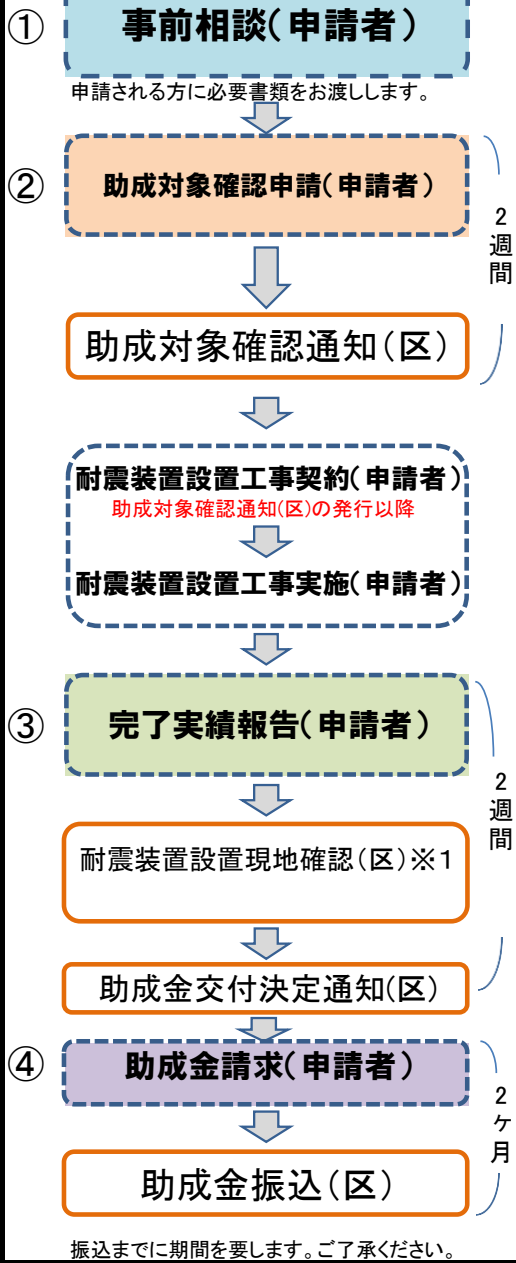 ① 事前相談(申請者)
申請される方に必要書類をお渡しします。
② 助成対象確認申請(申請者)
2週間
助成対象確認通知(区)
耐震装置設置工事契約(申請者)
助成対象確認通知(区)の発行以降
耐震装置設置工事実施(申請者)
③ 完了実績報告(申請者)
2週間
耐震装置設置現地確認(区)※1
助成金交付決定通知(区)
④ 助成金請求(申請者)
2ヶ月
助成金振込(区)
振込までに期間を要します。ご了承ください。